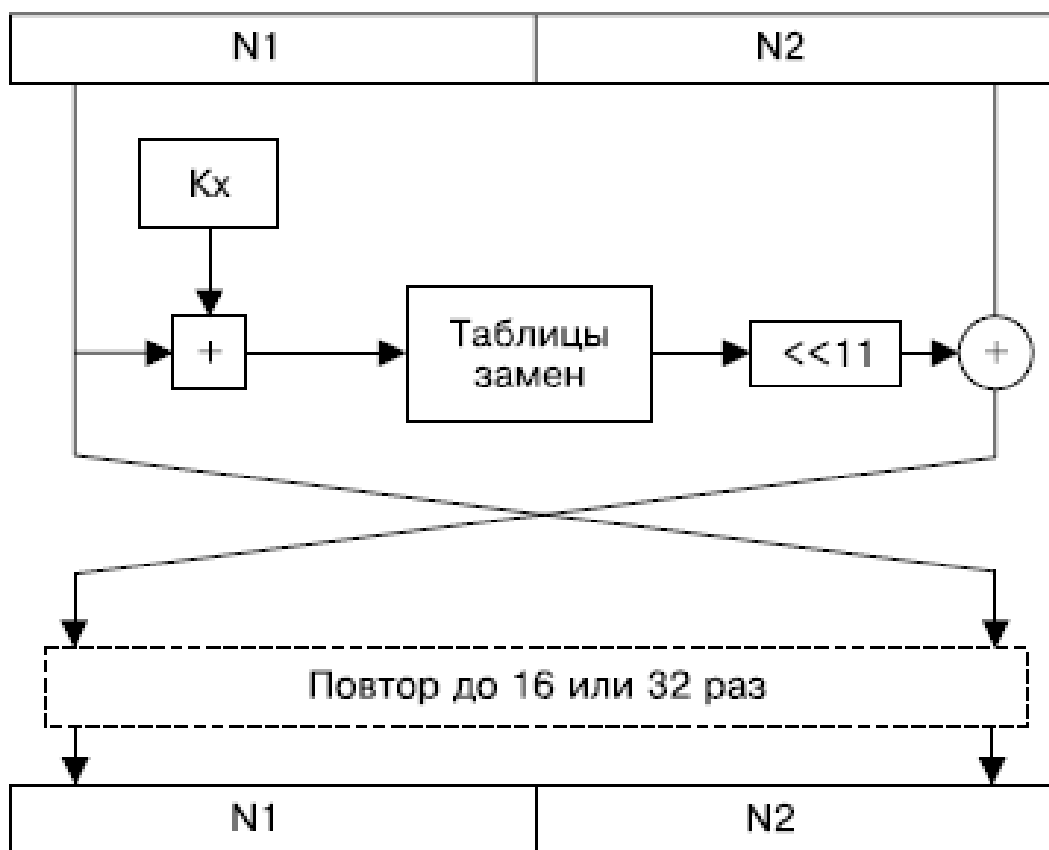 N1
N2
Kx
+
Таблицы
замен
<<11
+
Повтор до 16 или 32 раз
N1
N2